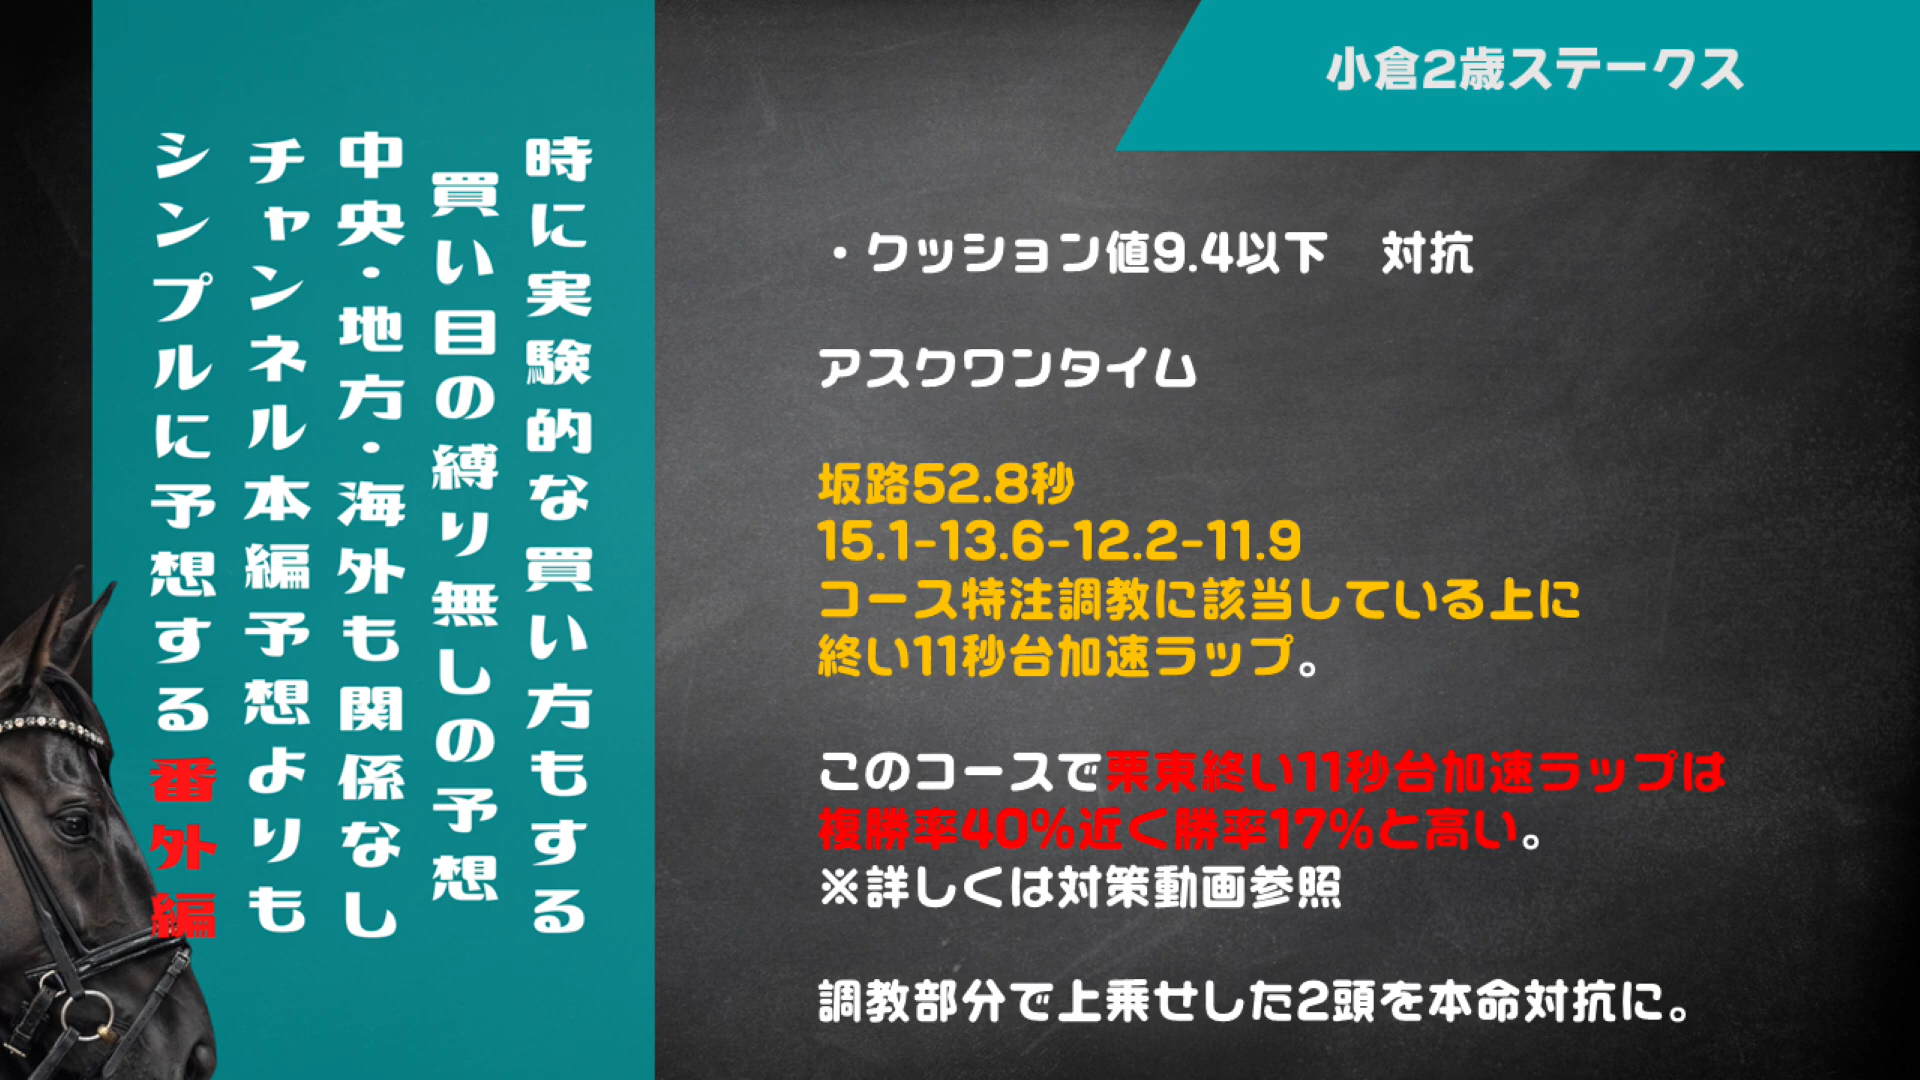 小倉2歳ステークス
時に実験的な買い方もする
買い目の縛り無しの予想
中央・地方・海外も関係なし
チャンネル本編予想よりも
シンプルに予想する番外編
・クッション値9.4以下　対抗
アスクワンタイム
坂路52.8秒
15.1-13.6-12.2-11.9
コース特注調教に該当している上に
終い11秒台加速ラップ。
このコースで栗東終い11秒台加速ラップは
複勝率40%近く勝率17%と高い。
※詳しくは対策動画参照
調教部分で上乗せした2頭を本命対抗に。